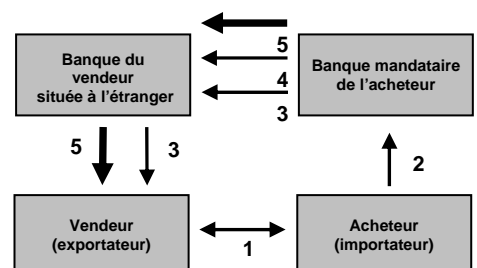 5
Banque du
vendeur
située à l'étranger
4
Banque mandataire
de l'acheteur
3
5
3
2
Vendeur
(exportateur)
1
Acheteur
(importateur)